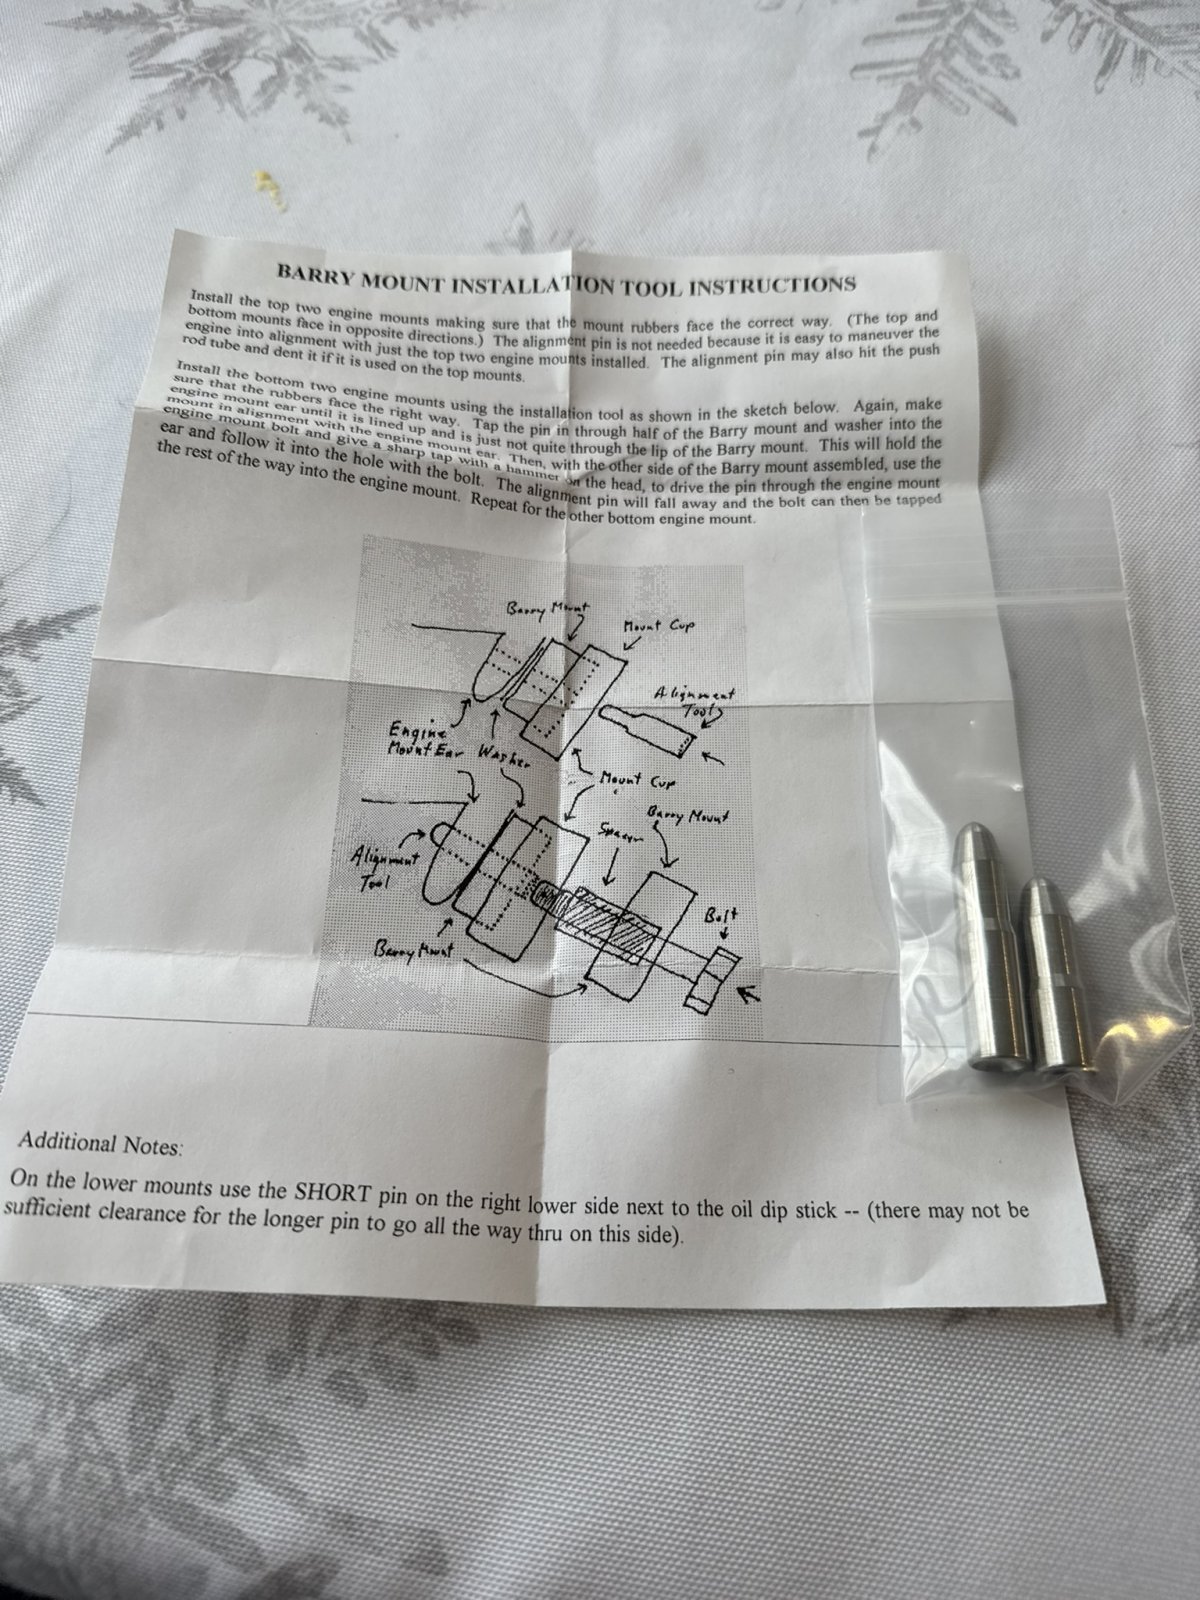 BARRY MOUNT INSTALLATION TOOL INSTRUCTIONS
Install the top two engine mounts making sure that the mount rubbers face the correct way. (The top and
bottom mounts face in opposite directions.) The alignment pin is not needed because it is easy to maneuver the
engine into alignment with just the top two engine mounts installed. The alignment pin may also hit the push
rod tube and dent it if it is used on the top mounts.
Install the bottom two engine mounts using the installation tool as shown in the sketch below. Again, make
sure that the rubbers face the right way. Tap the pin in through half of the Barry mount and washer into the
engine mount ear until it is lined up and is just not quite through the lip of the Barry mount. This will hold the
mount in alignment with the engine mount ear. Then, with the other side of the Barry mount assembled, use the
engine mount bolt and give a sharp tap with a hammer on the head, to drive the pin through the engine mount
ear and follow it into the hole with the bolt. The alignment pin will fall away and the bolt can then be tapped
the rest of the way into the engine mount. Repeat for the other bottom engine mount.
Barry Mount
Mount Cup
Alignment
Tool
Engine
Mount Ear
Washer
Mount Cup
Barry Mount
Spacer
Alignment
Tool
Bolt
Barry Mount
Additional Notes:
On the lower mounts use the SHORT pin on the right lower side next to the oil dip stick -- (there may not be
sufficient clearance for the longer pin to go all the way thru on this side).